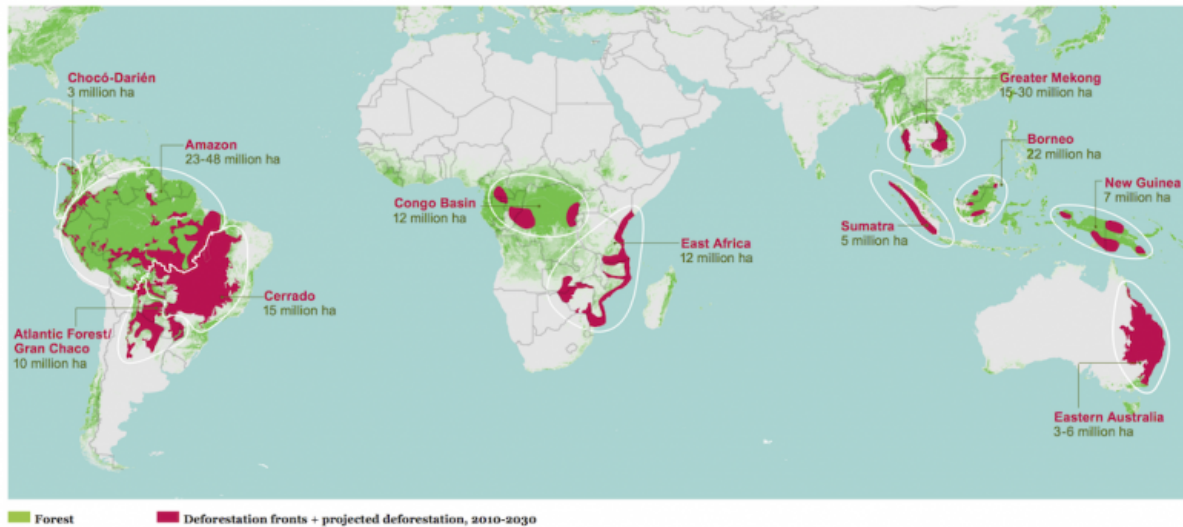 Chocó-Darién
3 million ha
Amazon
23-48 million ha
Congo Basin
12 million ha
East Africa
12 million ha
Greater Mekong
15-30 million ha
Borneo
22 million ha
New Guinea
7 million ha
Sumatra
5 million ha
Cerrado
15 million ha
Atlantic Forest/
Gran Chaco
10 million ha
Eastern Australia
3-6 million ha
Forest
Deforestation fronts + projected deforestation, 2010-2030